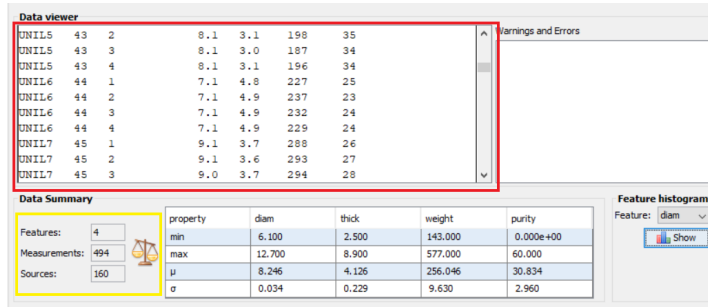 Data viewer
UNIL5 43 2 8.1 3.1 198 35
UNIL5 43 3 8.1 3.0 187 34
UNIL5 43 4 8.1 3.1 196 34
UNIL6 44 1 7.1 4.8 227 25
UNIL6 44 2 7.1 4.9 237 23
UNIL6 44 3 7.1 4.9 232 24
UNIL6 44 4 7.1 4.9 229 24
UNIL7 45 1 9.1 3.7 288 26
UNIL7 45 2 9.1 3.6 293 27
UNIL7 45 3 9.0 3.7 294 28
Warnings and Errors
Data Summary
Features: 4
Measurements: 494
Sources: 160
property diam thick weight purity
min 6.100 2.500 143.000 0.000e+00
max 12.700 8.900 577.000 60.000
μ 8.246 4.126 256.046 30.834
σ 0.034 0.229 9.630 2.960
Feature histogram
Feature: diam
Show